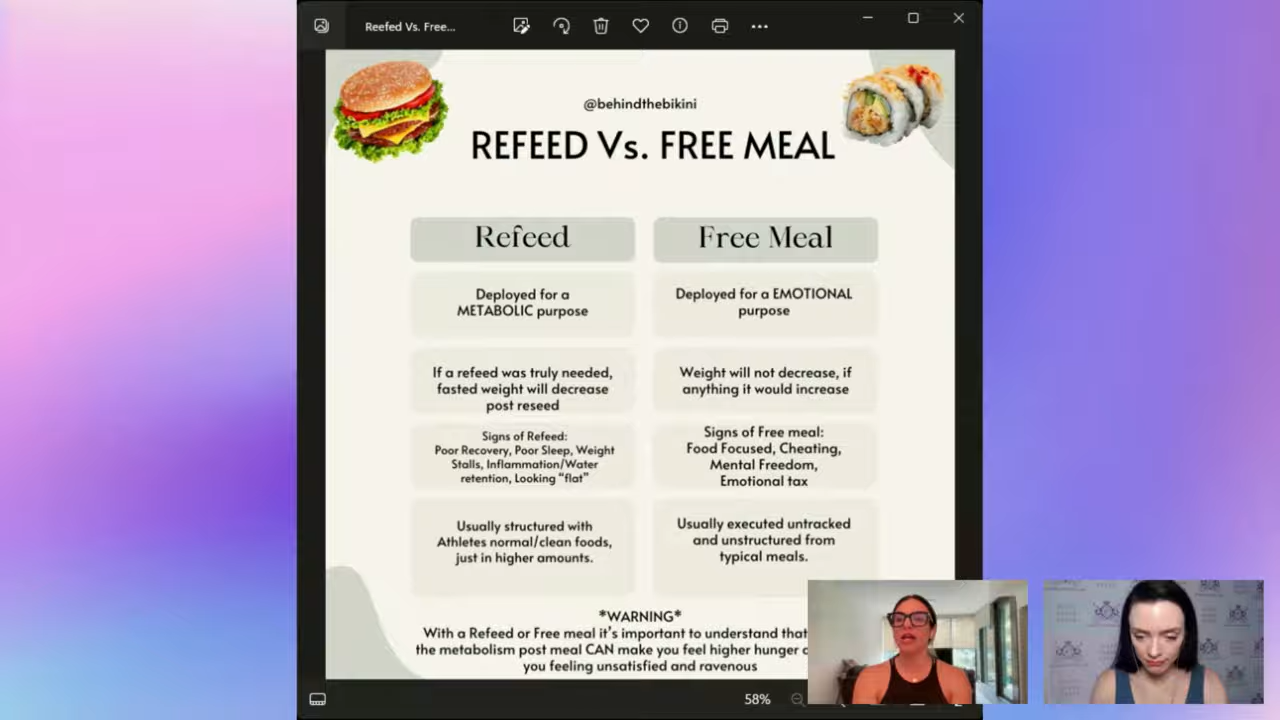 Reefed Vs. Free...
@behindthebikini
REFEED Vs. FREE MEAL
Refeed
Free Meal
Deployed for a
METABOLIC purpose
Deployed for a EMOTIONAL
purpose
If a refeed was truly needed,
fasted weight will decrease
post reseed
Weight will not decrease, if
anything it would increase
Signs of Refeed:
Poor Recovery, Poor Sleep, Weight
Stalls, Inflammation/Water
retention, Looking “flat”
Signs of Free meal:
Food Focused, Cheating,
Mental Freedom,
Emotional tax
Usually structured with
Athletes normal/clean foods,
just in higher amounts.
Usually executed untracked
and unstructured from
typical meals.
*WARNING*
With a Refeed or Free meal it’s important to understand that
the metabolism post meal CAN make you feel higher hunger
you feeling unsatisfied and ravenous
58%